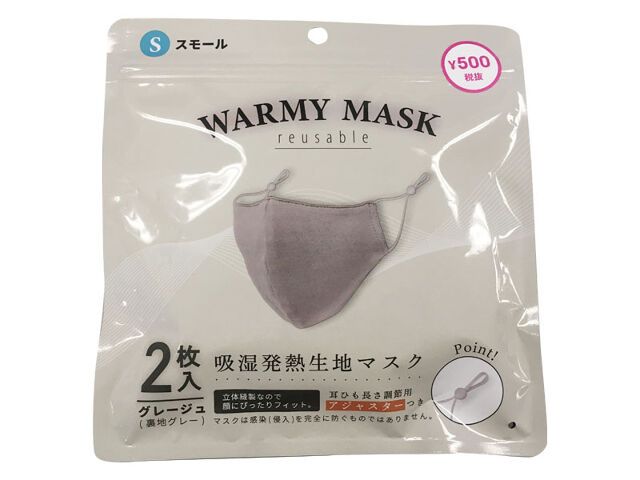 S スモール
¥500
税抜
WARMY MASK
reusable
2枚入
グレージュ
(裏地グレー)
吸湿発熱生地マスク
立体縫製なので
顔にぴったりフィット。
耳ひも長さ調節用
アジャスターつき
マスクは感染(侵入)を完全に防ぐものではありません。
Point!